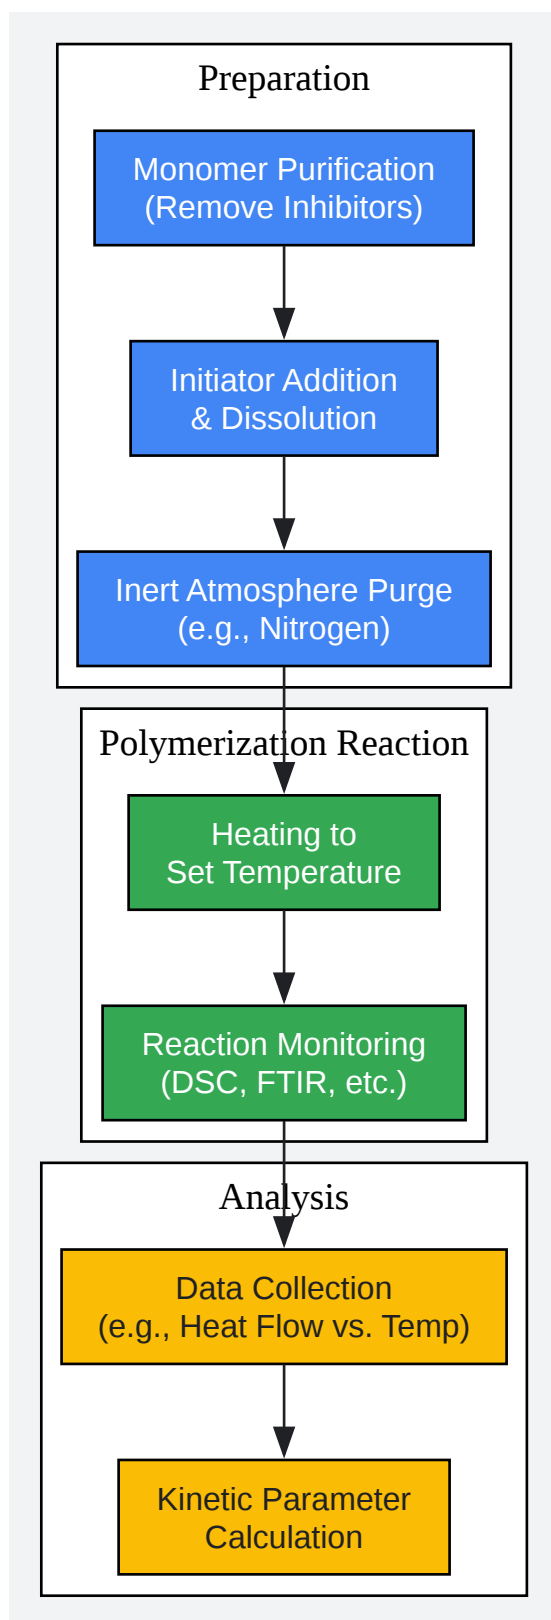 Preparation
Monomer Purification
(Remove Inhibitors)
Initiator Addition
& Dissolution
Inert Atmosphere Purge
(e.g., Nitrogen)
Polymerization Reaction
Heating to
Set Temperature
Reaction Monitoring
(DSC, FTIR, etc.)
Analysis
Data Collection
(e.g., Heat Flow vs. Temp)
Kinetic Parameter
Calculation